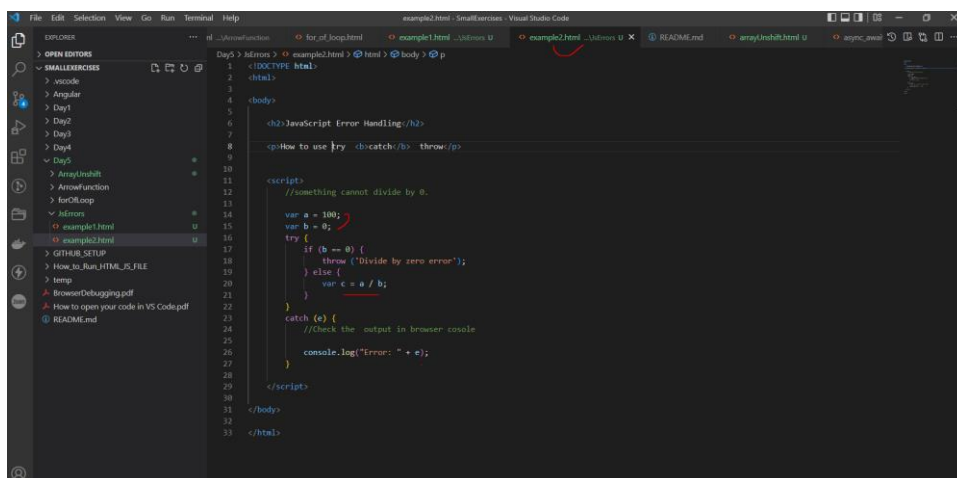 File Edit Selection View Go Run Terminal Help
example2.html - SmallExercises - Visual Studio Code
EXPLORER
OPEN EDITORS
SMALLEXERCISES
.vscode
Angular
Day1
Day2
Day3
Day4
Day5
ArrayUnshift
ArrowFunction
forOfLoop
JsErrors
example1.html U
example2.html U
GITHUB_SETUP
How_to_Run_HTML_JS_FILE
temp
BrowserDebugging.pdf
How to open your code in VS Code.pdf
README.md
ml ...\ArrowFunction for_of_loop.html example1.html ...\JsErrors U example2.html ...\JsErrors U README.md arrayUnshift.html U async_awai
Day5 > JsErrors > example2.html > html > body > p
1 <!DOCTYPE html>
2 <html>
3
4 <body>
5
6 <h2>JavaScript Error Handling</h2>
7
8 <p>How to use try <b>catch</b> throw</p>
9
10
11 <script>
12 //something cannot divide by 0.
13
14 var a = 100;
15 var b = 0;
16 try {
17 if (b == 0) {
18 throw ("Divide by zero error");
19 } else {
20 var c = a / b;
21 }
22 }
23 catch (e) {
24 //Check the output in browser cosole
25
26 console.log("Error: " + e);
27 }
28
29 </script>
30
31 </body>
32
33 </html>